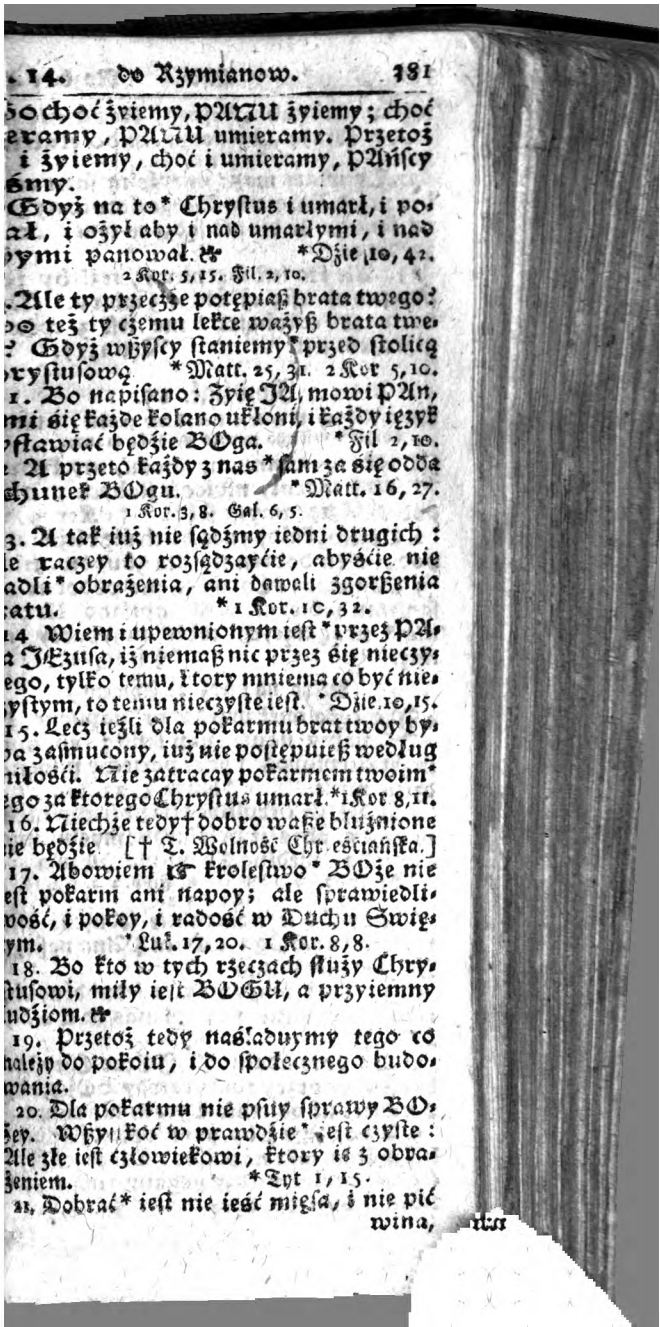 . 14. do Rzymianow. 381
bo choć żyiemy, PANU żyiemy; choć
eramy, PANU umieramy. Przetoż
i żyiemy, choć i umieramy, PAńscy
śmy.
Gdyż na to* Chrystus i umarł, i po-
ał, i ożył aby i nad umarłymi, i nad
ymi panował. *Dzie. 10, 42.
2 Kor. 5, 15. Fil. 2, 10.
. Ale ty przeczże potępiasz brata twego?
bo też ty czemu lekce ważysz brata twe-
? Gdyż wszyscy staniemy* przed stolicą
rystusową *Matt. 25, 31. 2 Kor 5, 10.
1. Bo napisano: Żyię JA, mowi PAn,
mi się każde kolano ukłoni, i każdy ięzyk
ysławiać będzie BOga. *Fil 2, 10.
2 A przeto każdy z nas *sam za się odda
chunek BOgu. *Matt. 16, 27.
1 Kor. 3, 8. Gal. 6, 5.
3. A tak iuż nie sądźmy iedni drugich:
le raczey to rozsądzayćie, abyśćie nie
adli* obrażenia, ani dawali zgorszenia
ratu. *1 Kor. 10, 32.
14 Wiem i upewnionym iest *przez PA-
a JEzusa, iż niemasz nic przez się nieczy-
ego, tylko temu, ktory mniema co być nie-
zystym, to temu nieczyste iest. *Dzie. 10, 15.
15. Lecz ieźli dla pokarmu brat twoy by-
wa zasmucony, iuż nie postępuiesz według
miłośći. Nie zatracay pokarmem twoim*
ego za ktorego Chrystus umarł. *1 Kor 8, 11.
16. Niechże tedy† dobro wasze bluźnione
nie będzie. [† T. Wolność Chrześciańska.]
17. Abowiem ☞ krolestwo* BOże nie
est pokarm ani napoy; ale sprawiedli-
wość, i pokoy, i radość w Duchu Swię-
ym. *Luk. 17, 20. 1 Kor. 8, 8.
18. Bo kto w tych rzeczach służy Chry-
stusowi, miły iest BOGU, a przyiemny
udziom.
19. Przetoż tedy naśladuymy tego co
należy do pokoiu, i do społecznego budo-
wania.
20. Dla pokarmu nie psuy sprawy BO-
żey. Wszystkoć w prawdzie* iest czyste:
Ale złe iest człowiekowi, ktory ie z obra-
żeniem. *Tyt 1, 15.
21. Dobrać* iest nie ieść mięsa, i nie pić
wina,